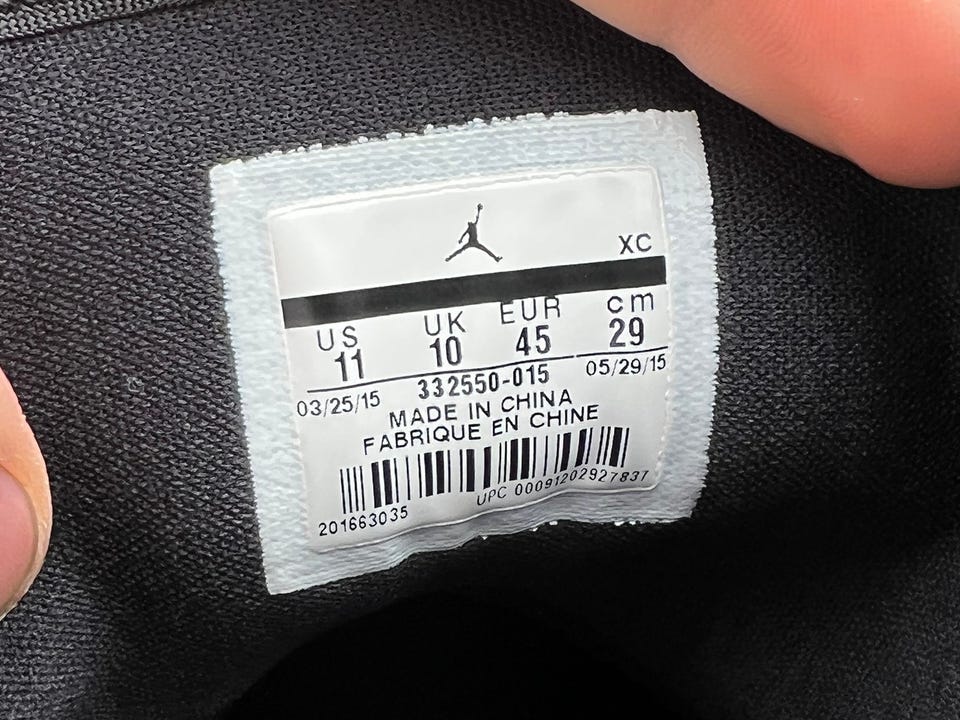 XC
US UK EUR cm
11 10 45 29
03/25/15 332550-015 05/29/15
MADE IN CHINA
FABRIQUE EN CHINE
UPC 00091202927837
201663035